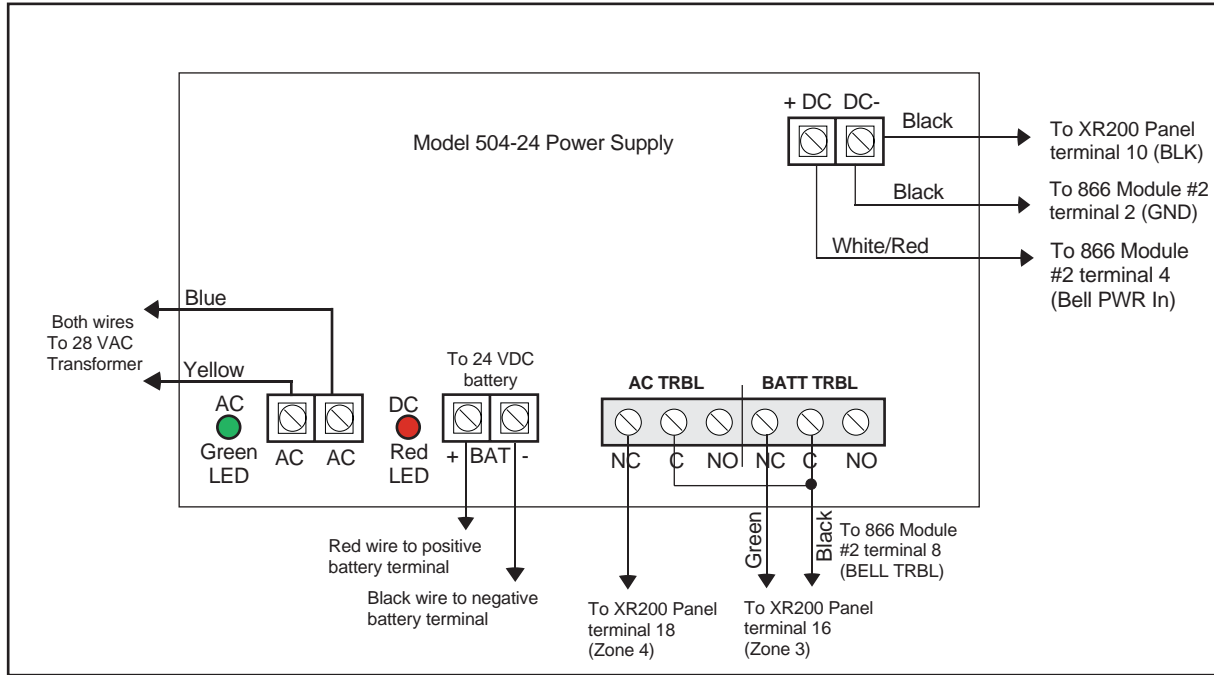 + DC DC-
Model 504-24 Power Supply
Black
To XR200 Panel
terminal 10 (BLK)
Black
To 866 Module #2
terminal 2 (GND)
White/Red
To 866 Module
#2 terminal 4
(Bell PWR In)
Blue
Both wires
To 28 VAC
Transformer
Yellow
AC
Green
LED
AC AC
DC
Red
LED
To 24 VDC
battery
+ BAT -
AC TRBL BATT TRBL
NC C NO NC C NO
Red wire to positive
battery terminal
Black wire to negative
battery terminal
Green
Black
To 866 Module
#2 terminal 8
(BELL TRBL)
To XR200 Panel
terminal 18
(Zone 4)
To XR200 Panel
terminal 16
(Zone 3)